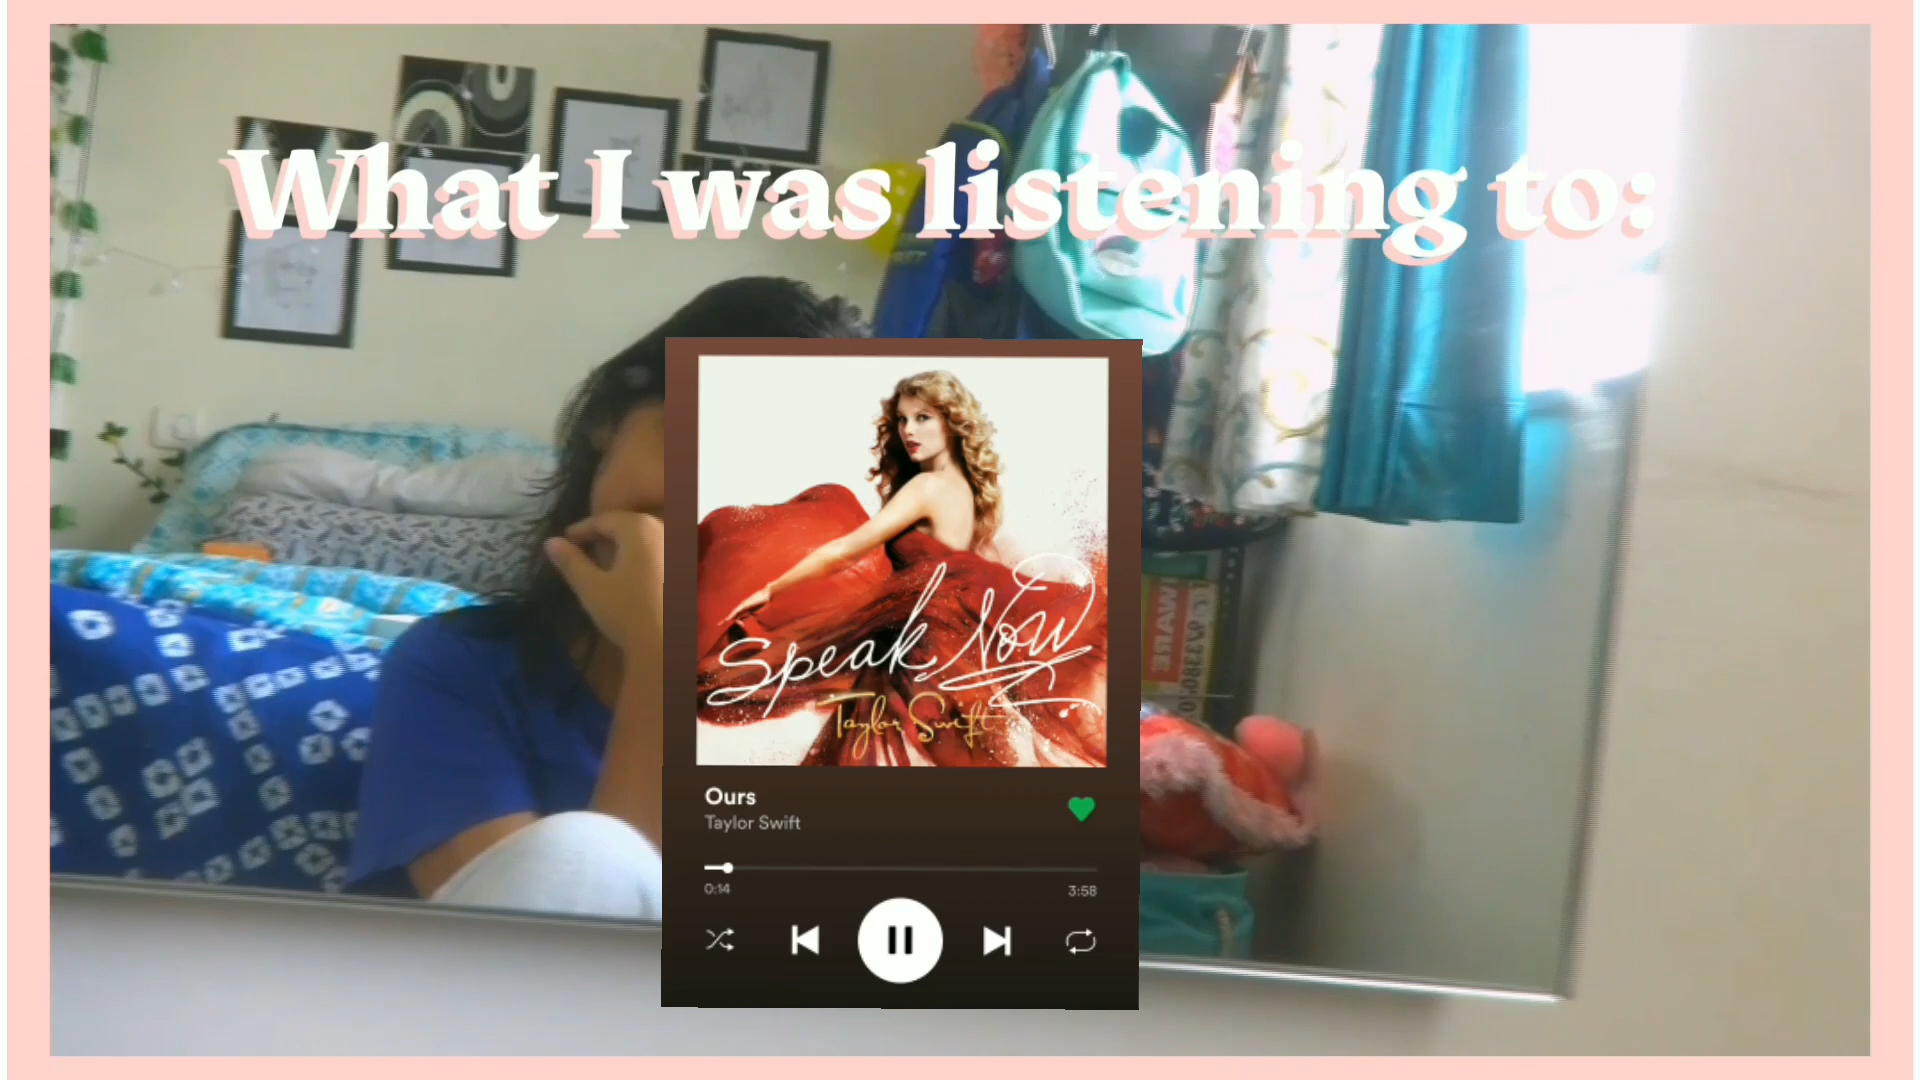 What I was listening to:
Speak Now
Taylor Swift
Ours
Taylor Swift
0:14
3:58